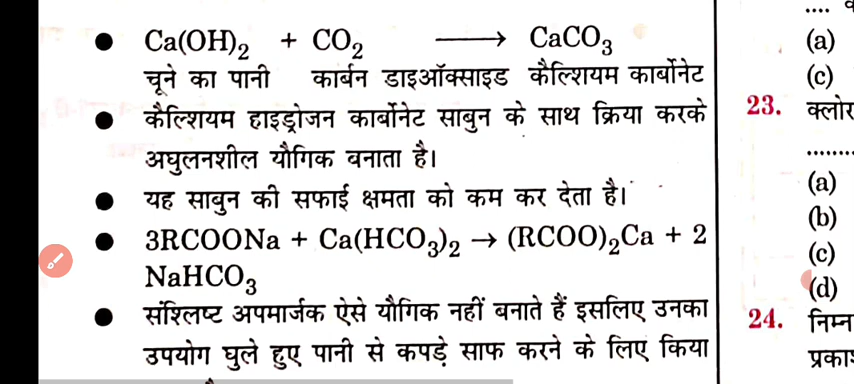 ● Ca(OH)₂ + CO₂ ⟶ CaCO₃
चूने का पानी कार्बन डाइऑक्साइड कैल्शियम कार्बोनेट
● कैल्शियम हाइड्रोजन कार्बोनेट साबुन के साथ क्रिया करके
अघुलनशील यौगिक बनाता है।
● यह साबुन की सफाई क्षमता को कम कर देता है।
● 3RCOONa + Ca(HCO₃)₂ → (RCOO)₂Ca + 2
NaHCO₃
● संश्लिष्ट अपमार्जक ऐसे यौगिक नहीं बनाते हैं इसलिए उनका
उपयोग घुले हुए पानी से कपड़े साफ करने के लिए किया
....
(a)
(c)
23. क्लोर
........
(a)
(b)
(c)
(d)
24. निम्न